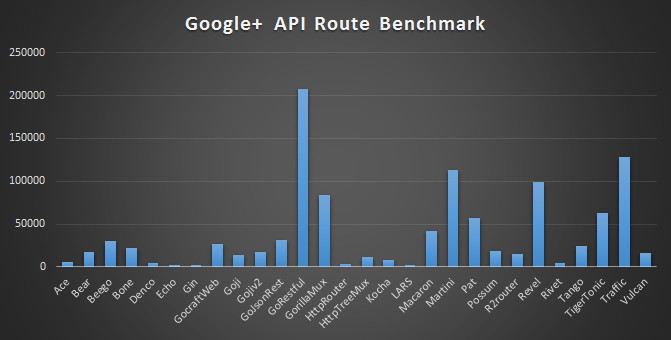 Google+ API Route Benchmark
250000
200000
150000
100000
50000
0
Ace
Bear
Beego
Bone
Denco
Echo
Gin
GocraftWeb
Goji
Gojiv2
GoJsonRest
GoRestful
GorillaMux
HttpRouter
HttpTreeMux
Kocha
LARS
Macaron
Martini
Pat
Possum
R2router
Revel
Rivet
Tango
TigerTonic
Traffic
Vulcan